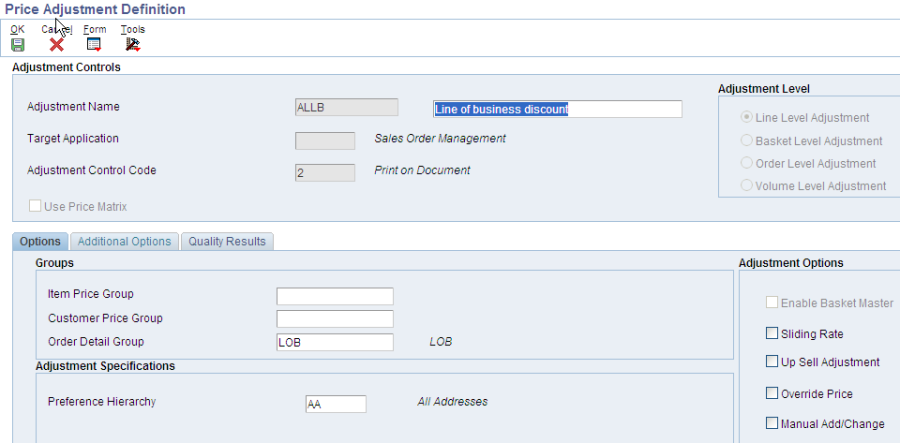 Price Adjustment Definition
OK Cancel Form Tools
Adjustment Controls
Adjustment Name ALLB Line of business discount
Target Application Sales Order Management
Adjustment Control Code 2 Print on Document
Use Price Matrix
Adjustment Level
Line Level Adjustment
Basket Level Adjustment
Order Level Adjustment
Volume Level Adjustment
Options Additional Options Quality Results
Groups
Item Price Group
Customer Price Group
Order Detail Group LOB LOB
Adjustment Specifications
Preference Hierarchy AA All Addresses
Adjustment Options
Enable Basket Master
Sliding Rate
Up Sell Adjustment
Override Price
Manual Add/Change